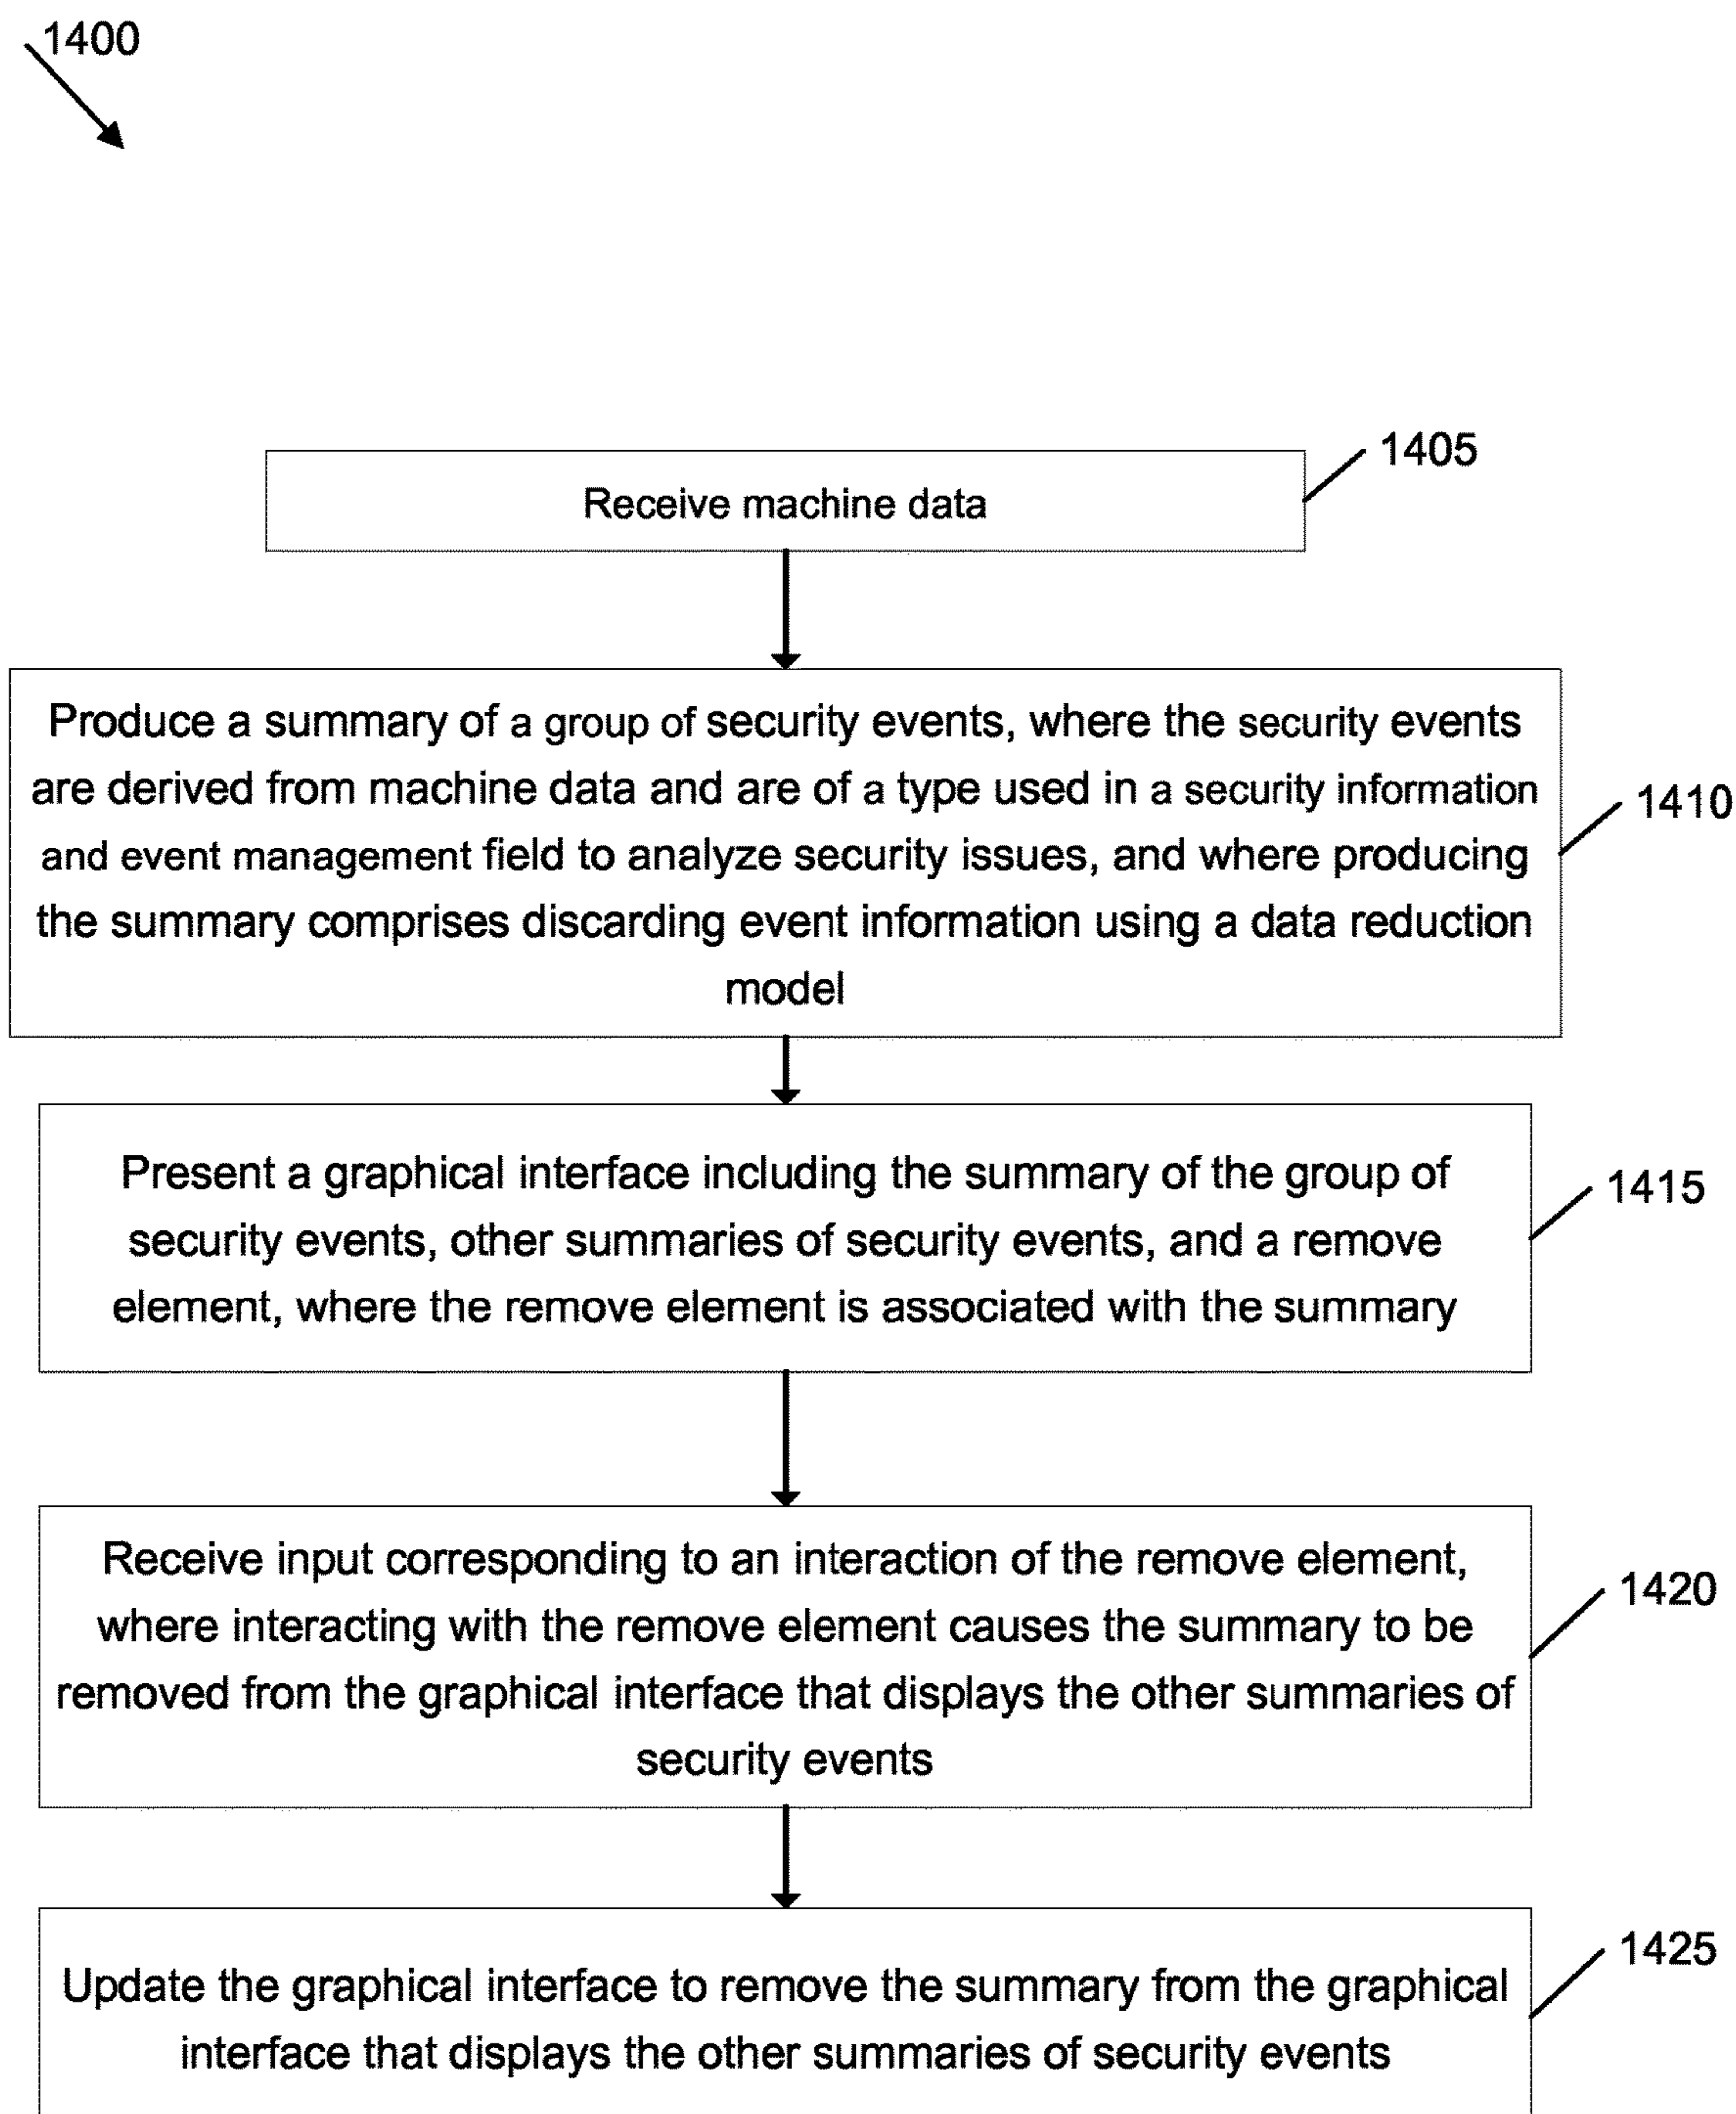 1400
1405
Receive machine data
Produce a summary of a group of security events, where the security events
are derived from machine data and are of a type used in a security information
and event management field to analyze security issues, and where producing
the summary comprises discarding event information using a data reduction
model
1410
Present a graphical interface including the summary of the group of
security events, other summaries of security events, and a remove
element, where the remove element is associated with the summary
1415
Receive input corresponding to an interaction of the remove element,
where interacting with the remove element causes the summary to be
removed from the graphical interface that displays the other summaries of
security events
1420
Update the graphical interface to remove the summary from the graphical
interface that displays the other summaries of security events
1425